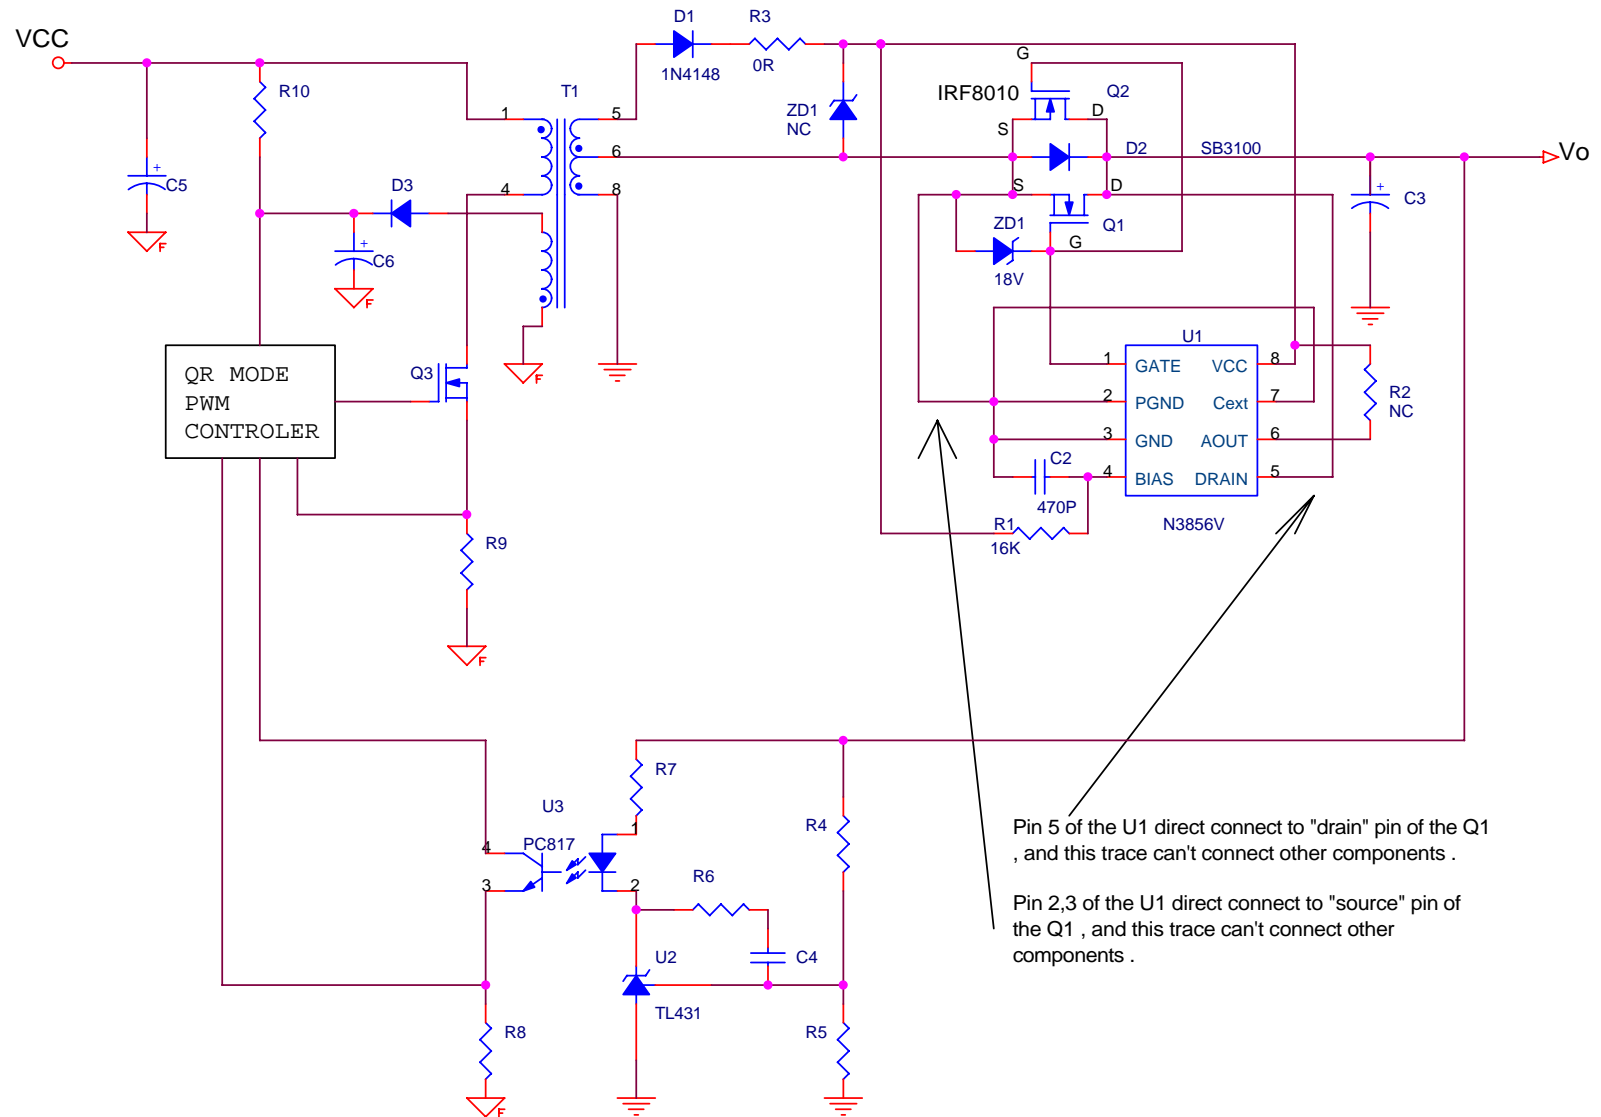 VCC
D1
R3
1N4148
0R
G
R10
T1
ZD1
NC
IRF8010
Q2
1
5
S
D
D2
SB3100
Vo
6
C5
D3
4
8
S
D
C3
ZD1
Q1
G
18V
C6
F
F
U1
QR MODE
PWM
CONTROLER
Q3
F
1
GATE
VCC
8
2
PGND
Cext
7
R2
NC
3
GND
AOUT
6
C2
4
BIAS
DRAIN
5
470P
R1
16K
N3856V
R9
F
R7
U3
1
PC817
4
R4
Pin 5 of the U1 direct connect to "drain" pin of the Q1
, and this trace can't connect other components .
3
2
R6
Pin 2,3 of the U1 direct connect to "source" pin of
the Q1 , and this trace can't connect other
components .
U2
C4
TL431
R8
R5
F